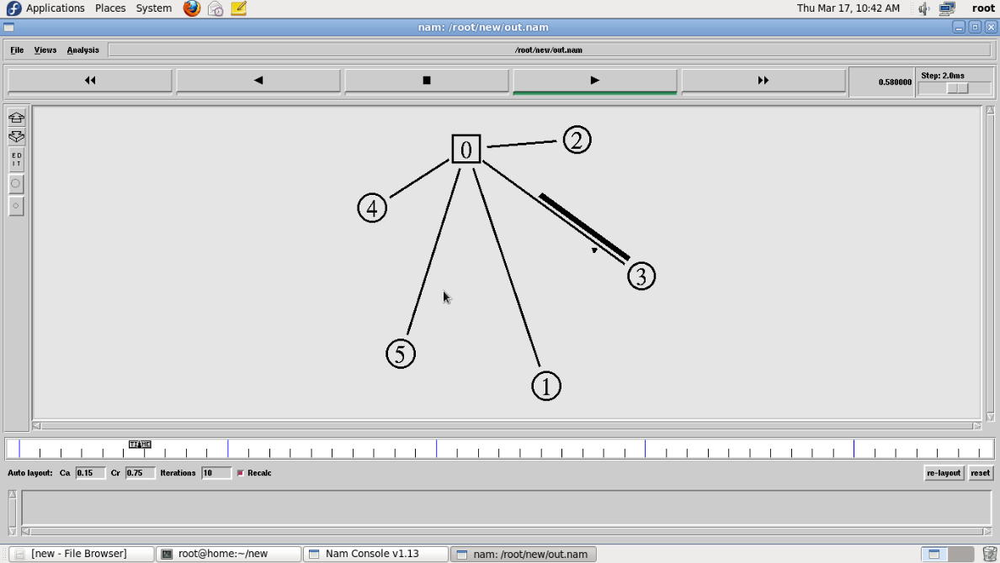 Applications Places System Thu Mar 17, 10:42 AM root
nam: /root/new/out.nam
File Views Analysis /root/new/out.nam
0.580000 Step: 2.0ms
E D
I T
2
0
4
3
5
1
TIME
Auto layout: Ca 0.15 Cr 0.75 Iterations 10 Recalc re-layout reset
[new - File Browser] root@home:~/new Nam Console v1.13 nam: /root/new/out.nam